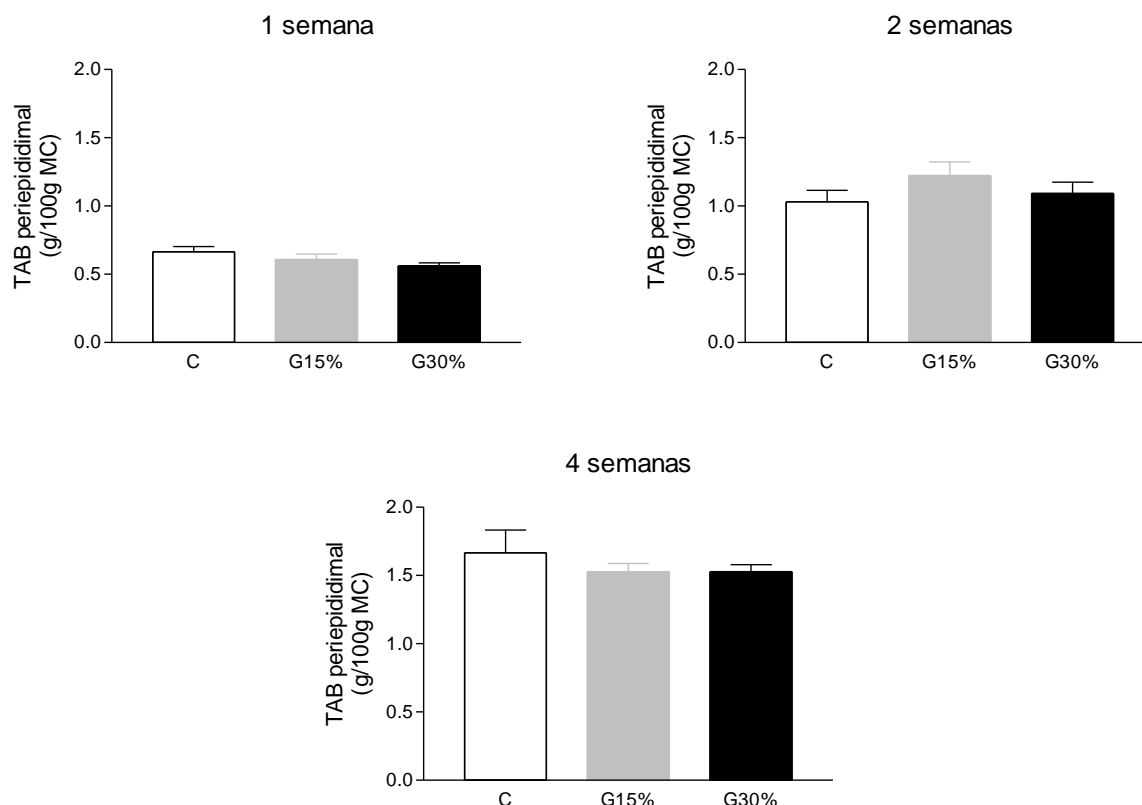 1 semana
TAB periepididimal
(g/100g MC)
2.0
1.5
1.0
0.5
0.0
C G15% G30%
2 semanas
TAB periepididimal
(g/100g MC)
2.0
1.5
1.0
0.5
0.0
C G15% G30%
4 semanas
TAB periepididimal
(g/100g MC)
2.0
1.5
1.0
0.5
0.0
C G15% G30%